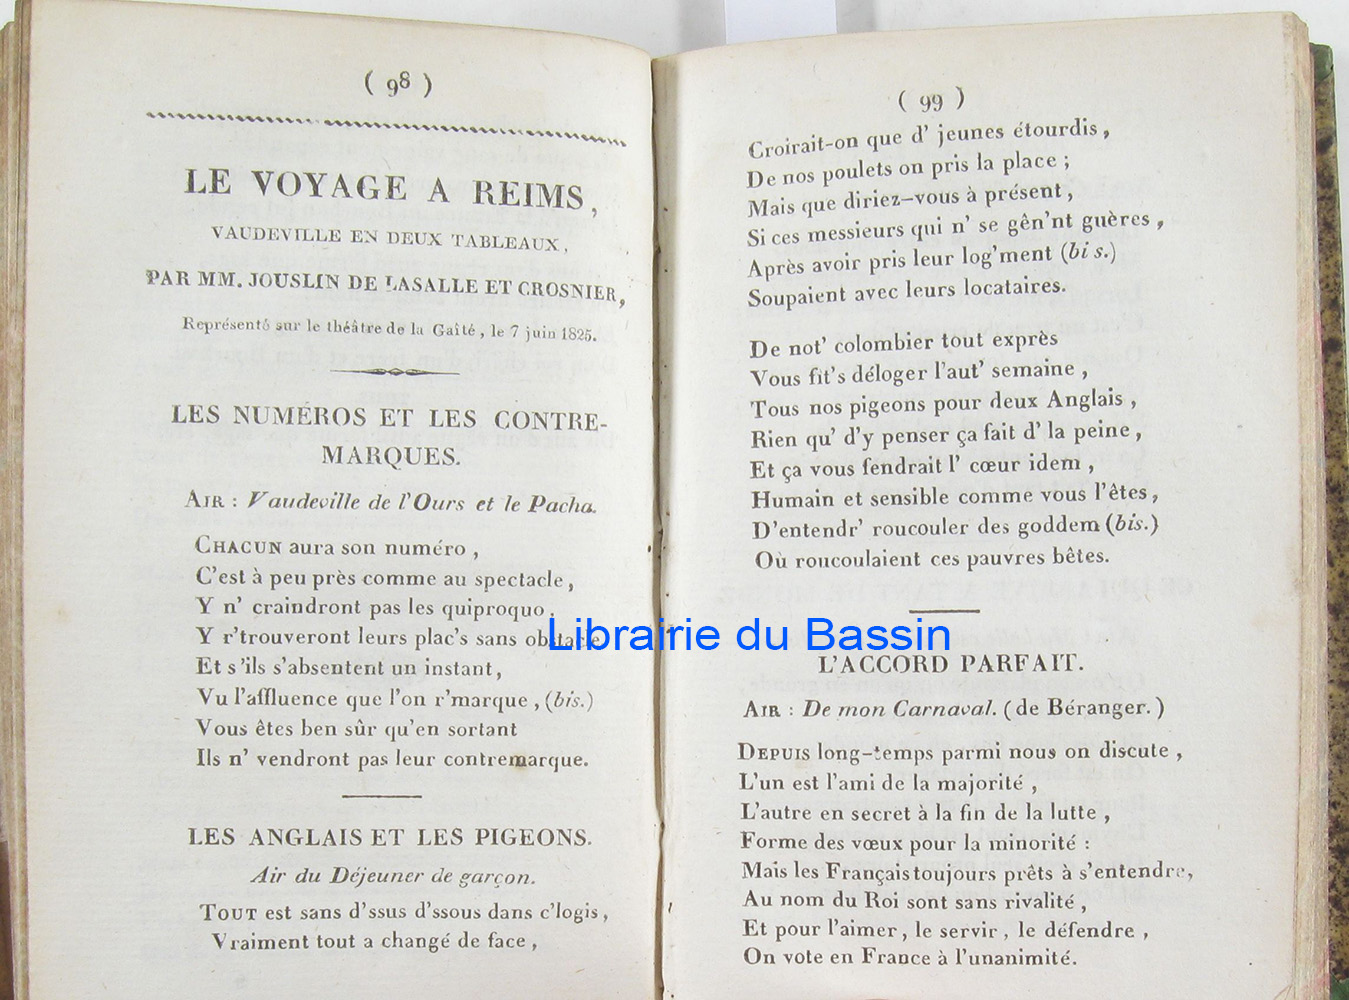 ( 98 )
LE VOYAGE A REIMS,
VAUDEVILLE EN DEUX TABLEAUX,
PAR MM. JOUSLIN DE LASALLE ET CROSNIER,
Représenté sur le théâtre de la Gaîté, le 7 juin 1825.
LES NUMÉROS ET LES CONTRE-
MARQUES.
AIR : Vaudeville de l'Ours et le Pacha.
CHACUN aura son numéro,
C'est à peu près comme au spectacle,
Y n' craindront pas les quiproquo,
Y r'trouveront leurs plac's sans obstacle
Et s'ils s'absentent un instant,
Vu l'affluence que l'on r'marque, (bis.)
Vous êtes ben sûr qu'en sortant
Ils n' vendront pas leur contremarque.
LES ANGLAIS ET LES PIGEONS.
Air du Déjeuner de garçon.
TOUT est sans d'ssus d'ssous dans c'logis,
Vraiment tout a changé de face,
( 99 )
Croirait-on que d' jeunes étourdis,
De nos poulets on pris la place;
Mais que diriez-vous à présent,
Si ces messieurs qui n' se gên'nt guères,
Après avoir pris leur log'ment (bis.)
Soupaient avec leurs locataires.
De not' colombier tout exprès
Vous fit's déloger l'aut' semaine,
Tous nos pigeons pour deux Anglais,
Rien qu' d'y penser ça fait d' la peine,
Et ça vous fendrait l' cœur idem,
Humain et sensible comme vous l'êtes,
D'entendr' roucouler des goddem (bis.)
Où roucoulaient ces pauvres bêtes.
Librairie du Bassin
L'ACCORD PARFAIT.
AIR : De mon Carnaval. (de Béranger.)
DEPUIS long-temps parmi nous on discute,
L'un est l'ami de la majorité,
L'autre en secret à la fin de la lutte,
Forme des vœux pour la minorité :
Mais les Français toujours prêts à s'entendre,
Au nom du Roi sont sans rivalité,
Et pour l'aimer, le servir, le défendre,
On vote en France à l'unanimité.